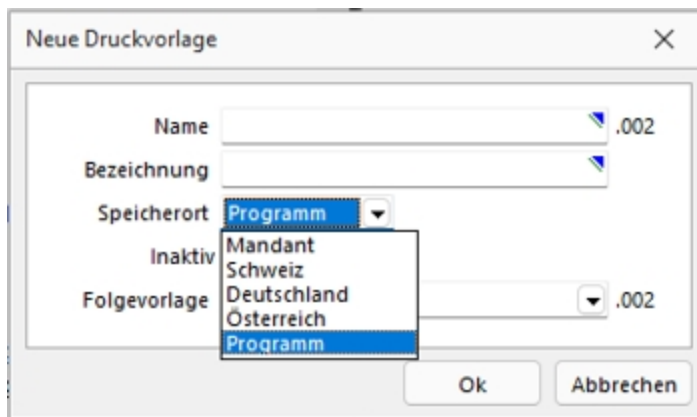 Neue Druckvorlage
Name .002
Bezeichnung
Speicherort Programm
Inaktiv Mandant
Schweiz
Folgevorlage Deutschland .002
Österreich
Programm
Ok Abbrechen